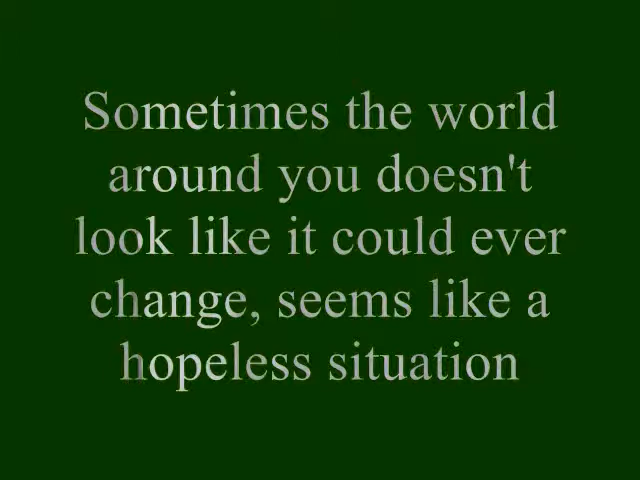 Sometimes the world
around you doesn't
look like it could ever
change, seems like a
hopeless situation